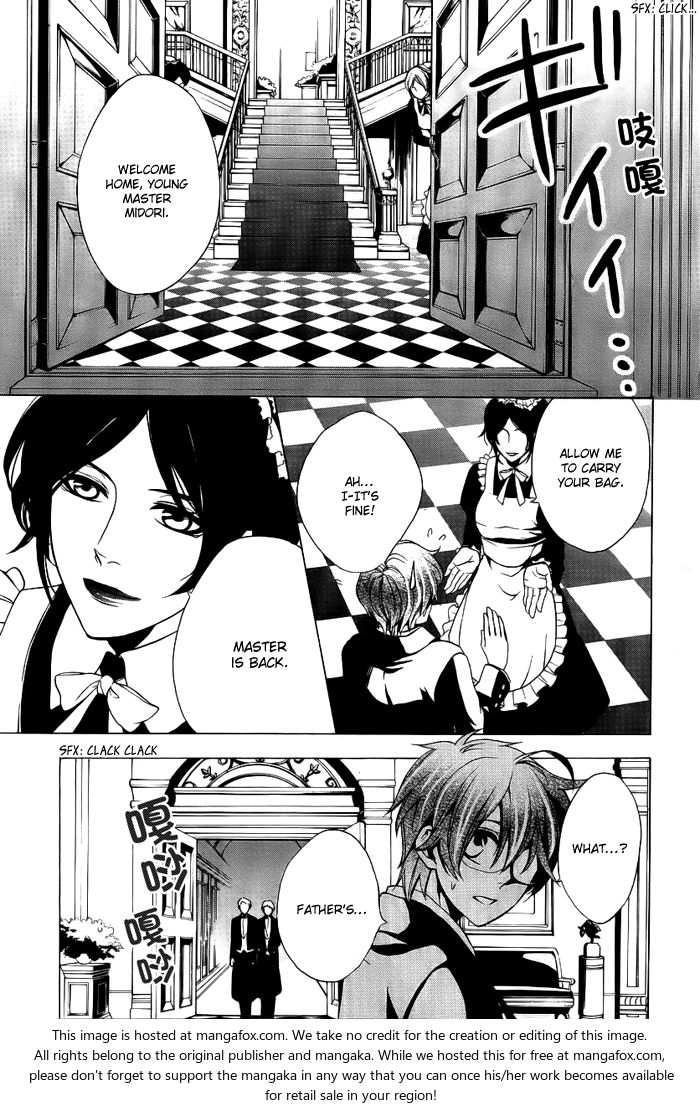 SFX: CLICK...
ギイイ...
吱嘎
WELCOME
HOME, YOUNG
MASTER
MIDORI.
ALLOW ME
TO CARRY
YOUR BAG.
AH...
I-IT'S
FINE!
MASTER
IS BACK.
SFX: CLACK CLACK
嘎吵
嘎吵
WHAT...?
FATHER'S...
This image is hosted at mangafox.com. We take no credit for the creation or editing of this image.
All rights belong to the original publisher and mangaka. While we hosted this for free at mangafox.com,
please don't forget to support the mangaka in any way that you can once his/her work becomes available
for retail sale in your region!